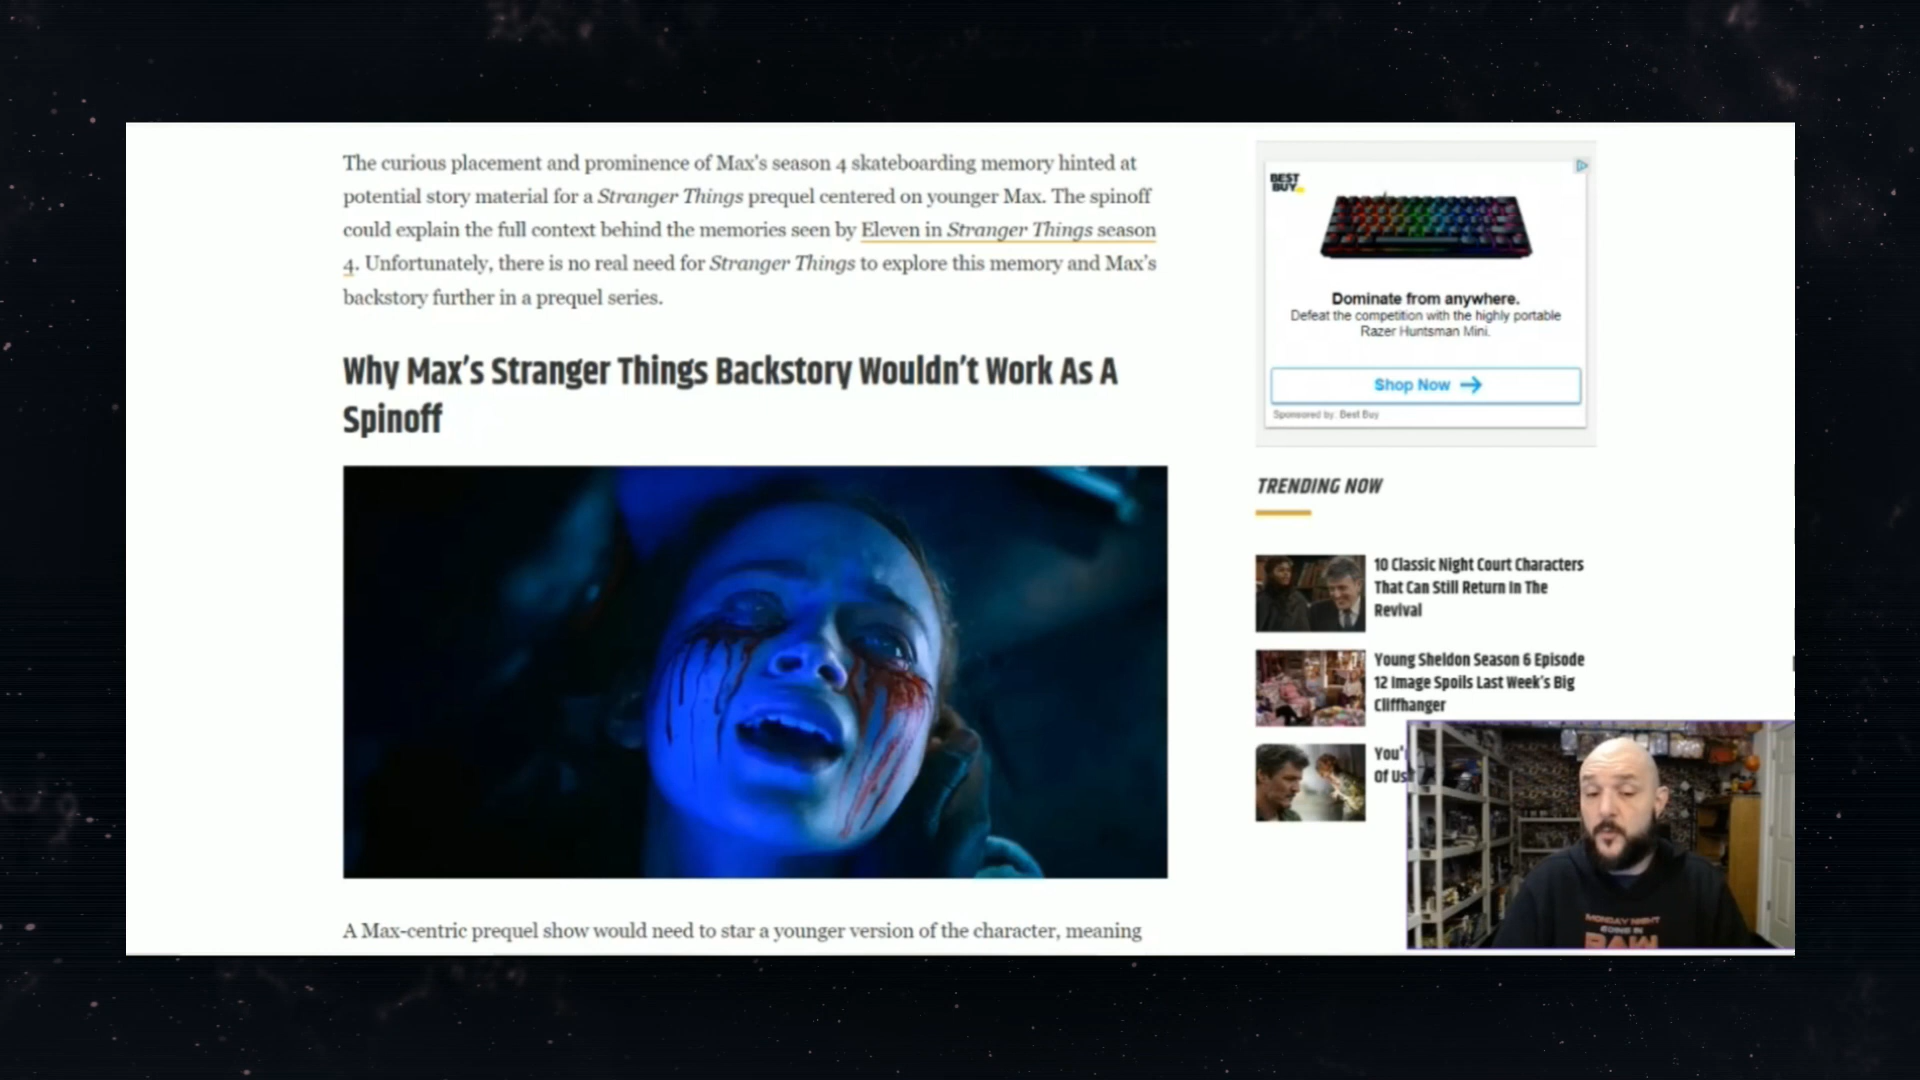 The curious placement and prominence of Max's season 4 skateboarding memory hinted at
potential story material for a Stranger Things prequel centered on younger Max. The spinoff
could explain the full context behind the memories seen by Eleven in Stranger Things season
4. Unfortunately, there is no real need for Stranger Things to explore this memory and Max's
backstory further in a prequel series.
Why Max's Stranger Things Backstory Wouldn't Work As A
Spinoff
A Max-centric prequel show would need to star a younger version of the character, meaning
BEST
BUY
Dominate from anywhere.
Defeat the competition with the highly portable
Razer Huntsman Mini.
Shop Now
Sponsored by: Best Buy
TRENDING NOW
10 Classic Night Court Characters
That Can Still Return In The
Revival
Young Sheldon Season 6 Episode
12 Image Spoils Last Week's Big
Cliffhanger
You'
Of Us
MONDAY NIGHT
RAW